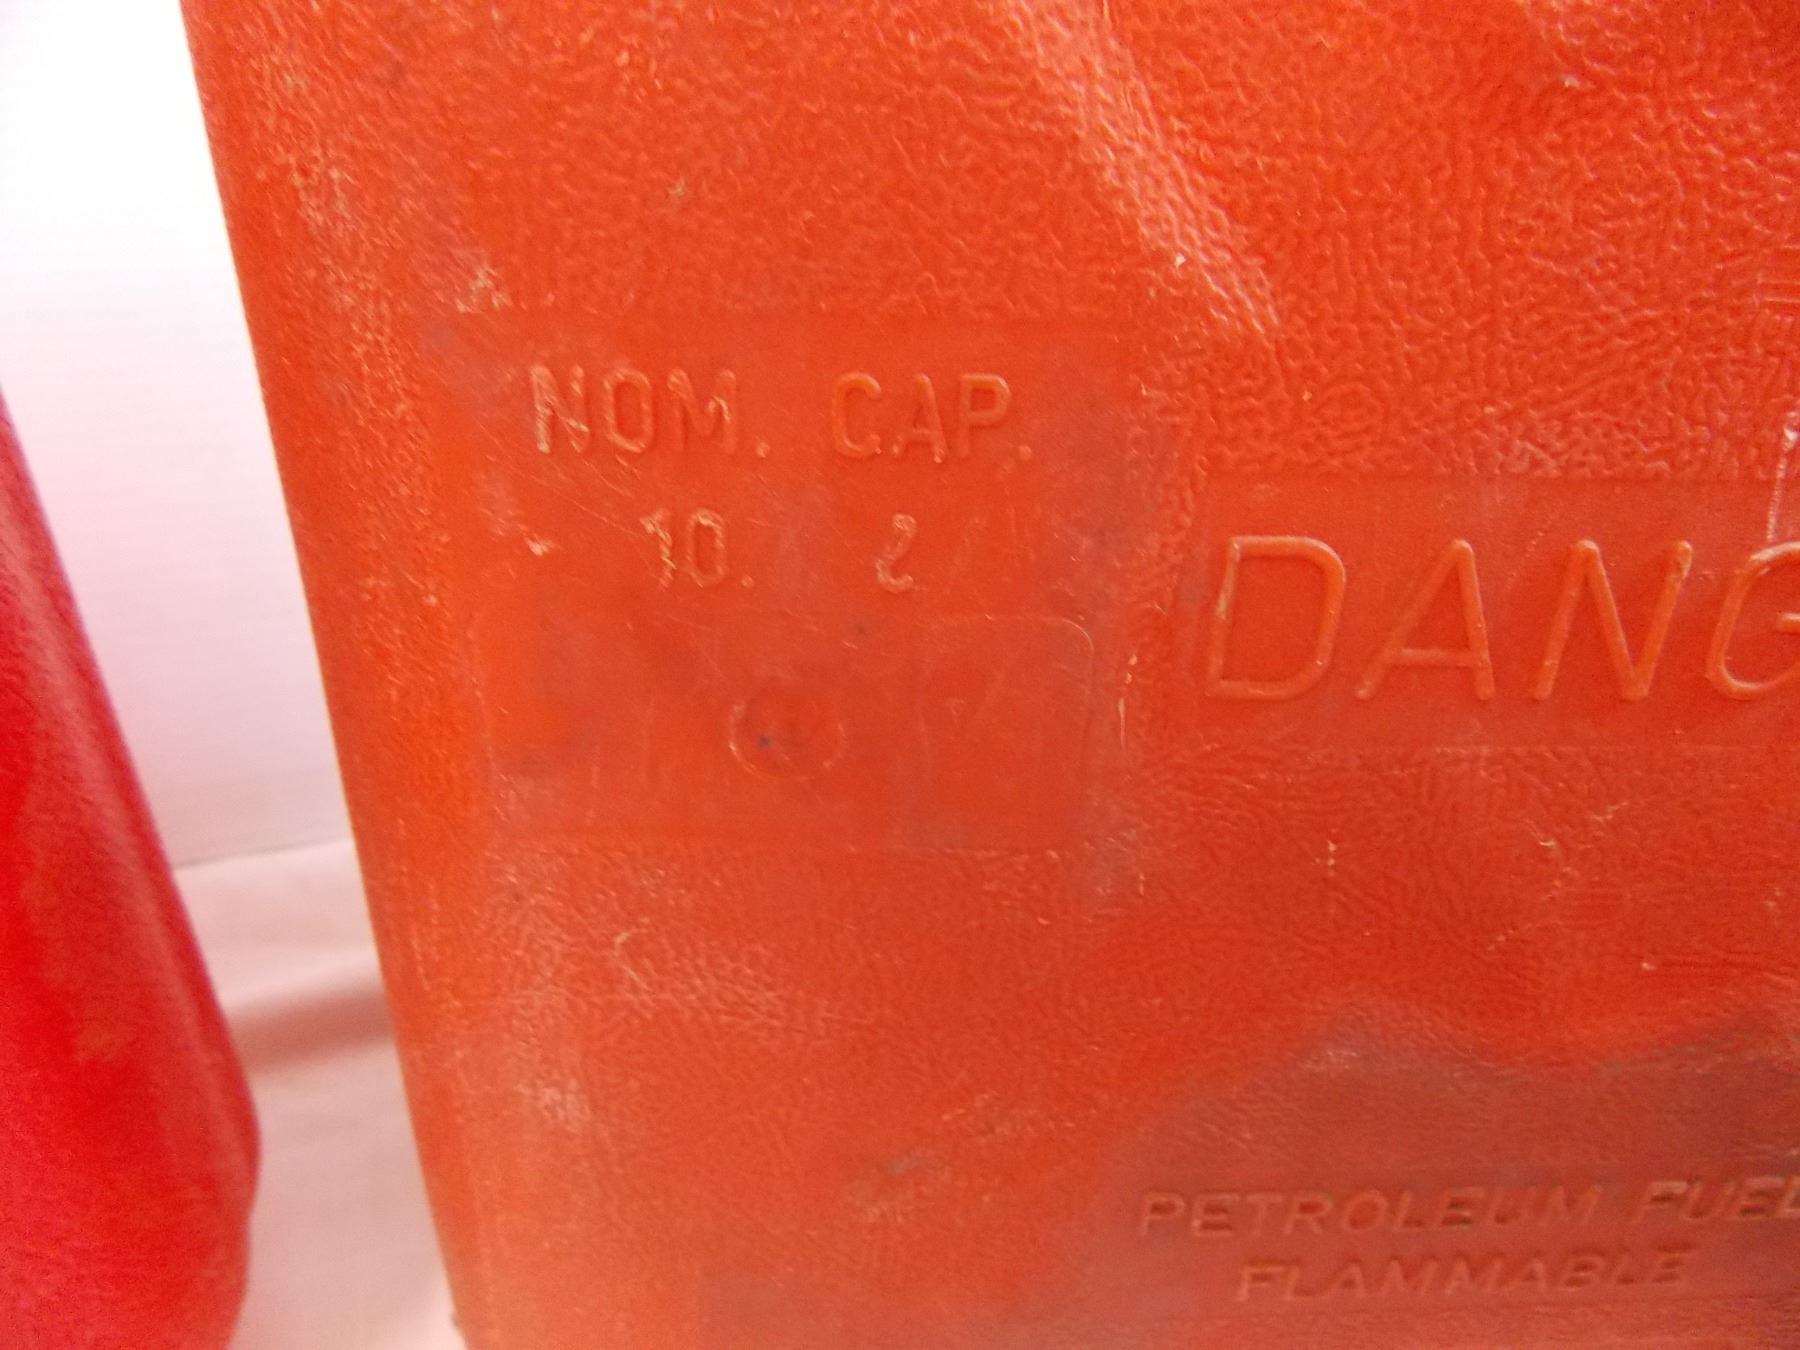 NOM. CAP.
10. ℓ
DANG
PETROLEUM FUEL
FLAMMABLE